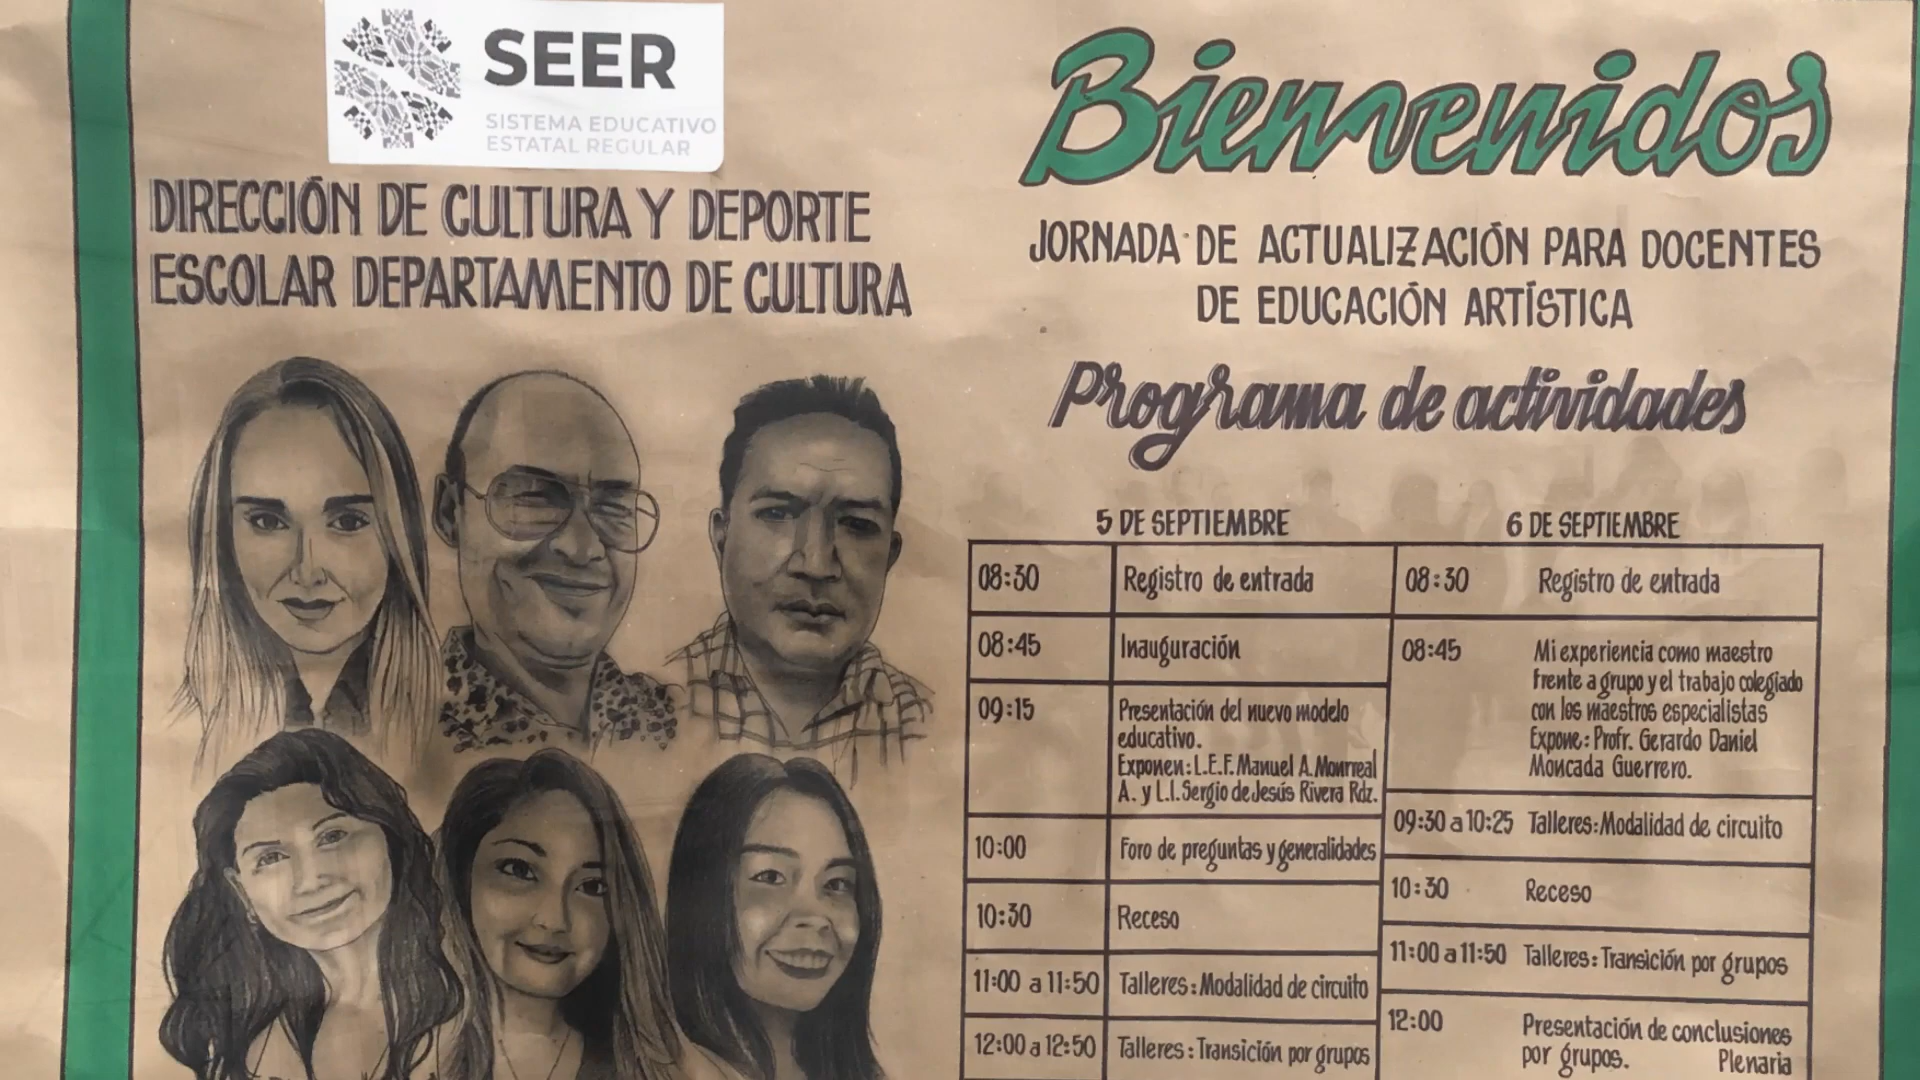 SEER
SISTEMA EDUCATIVO
ESTATAL REGULAR
DIRECCIÓN DE CULTURA Y DEPORTE
ESCOLAR DEPARTAMENTO DE CULTURA
Bienvenidos
JORNADA DE ACTUALIZACIÓN PARA DOCENTES
DE EDUCACIÓN ARTÍSTICA
Programa de actividades
5 DE SEPTIEMBRE
08:30 Registro de entrada
08:45 Inauguración
09:15 Presentación del nuevo modelo
educativo.
Exponen: L.E.F. Manuel A. Monrreal
A. y L.I. Sergio de Jesús Rivera Rdz.
10:00 Foro de preguntas y generalidades
10:30 Receso
11:00 a 11:50 Talleres: Modalidad de circuito
12:00 a 12:50 Talleres: Transición por grupos
6 DE SEPTIEMBRE
08:30 Registro de entrada
08:45 Mi experiencia como maestro
frente a grupo y el trabajo colegiado
con los maestros especialistas
Expone: Profr. Gerardo Daniel
Moncada Guerrero.
09:30 a 10:25 Talleres: Modalidad de circuito
10:30 Receso
11:00 a 11:50 Talleres: Transición por grupos
12:00 Presentación de conclusiones
por grupos. Plenaria